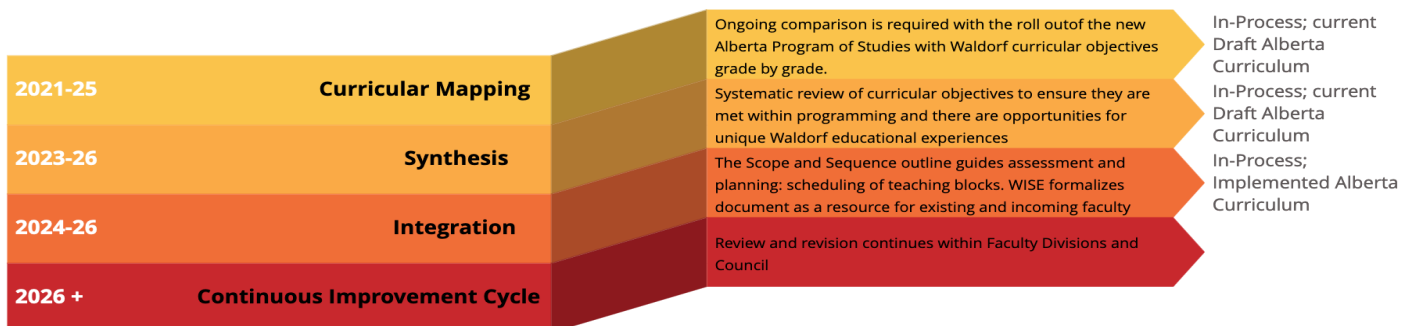 2021-25
Curricular Mapping
Ongoing comparison is required with the roll outof the new
Alberta Program of Studies with Waldorf curricular objectives
grade by grade.
In-Process; current
Draft Alberta
Curriculum
2023-26
Synthesis
Systematic review of curricular objectives to ensure they are
met within programming and there are opportunities for
unique Waldorf educational experiences
In-Process; current
Draft Alberta
Curriculum
2024-26
Integration
The Scope and Sequence outline guides assessment and
planning: scheduling of teaching blocks. WISE formalizes
document as a resource for existing and incoming faculty
In-Process;
Implemented Alberta
Curriculum
2026 +
Continuous Improvement Cycle
Review and revision continues within Faculty Divisions and
Council